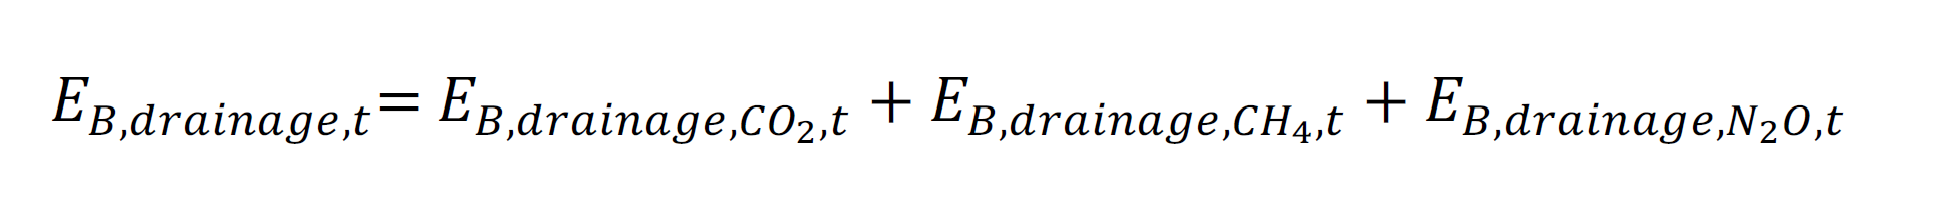 E_{B,drainage,t} = E_{B,drainage,CO_2,t} + E_{B,drainage,CH_4,t} + E_{B,drainage,N_2O,t}